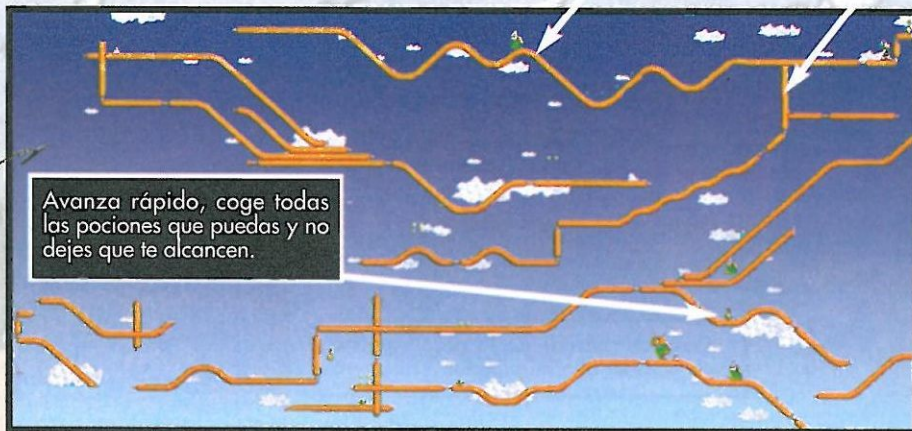 Avanza rápido, coge todas
las pociones que puedas y no
dejes que te alcancen.